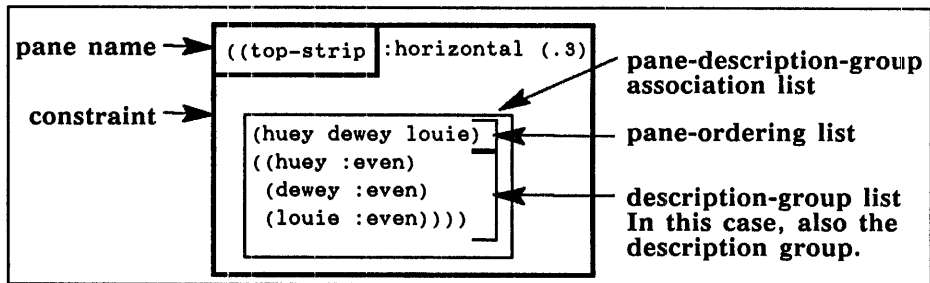 pane name
((top-strip :horizontal (.3)
pane-description-group
association list
constraint
(huey dewey louie)
pane-ordering list
((huey :even)
(dewey :even)
(louie :even))))
description-group list
In this case, also the
description group.